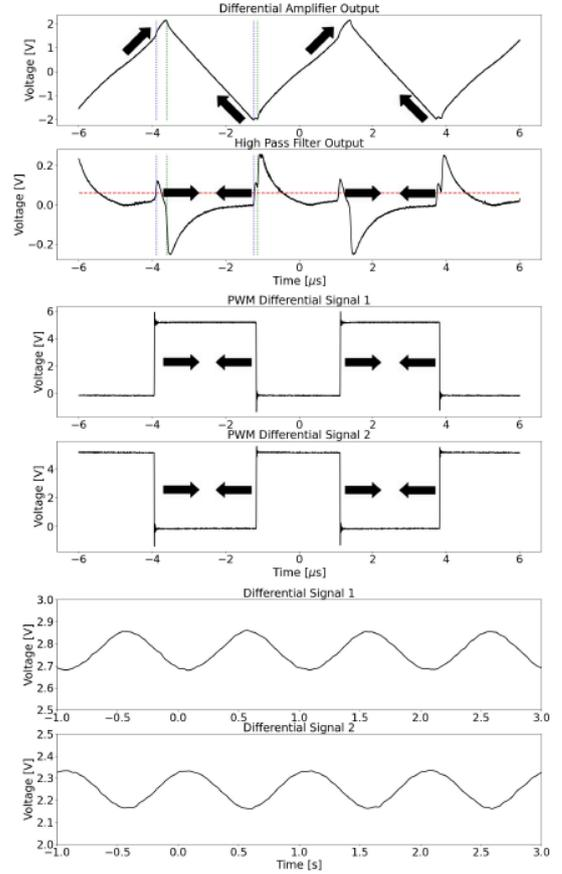 Differential Amplifier Output
Voltage [V]
2
1
0
−1
−2
−6 −4 −2 0 2 4 6
High Pass Filter Output
Voltage [V]
0.2
0.0
−0.2
−6 −4 −2 0 2 4 6
Time [μs]
PWM Differential Signal 1
Voltage [V]
6
4
2
0
−6 −4 −2 0 2 4 6
PWM Differential Signal 2
Voltage [V]
4
2
0
−6 −4 −2 0 2 4 6
Time [μs]
Differential Signal 1
Voltage [V]
3.0
2.9
2.8
2.7
2.6
2.5
−1.0 −0.5 0.0 0.5 1.0 1.5 2.0 2.5 3.0
Differential Signal 2
Voltage [V]
2.5
2.4
2.3
2.2
2.1
2.0
−1.0 −0.5 0.0 0.5 1.0 1.5 2.0 2.5 3.0
Time [s]